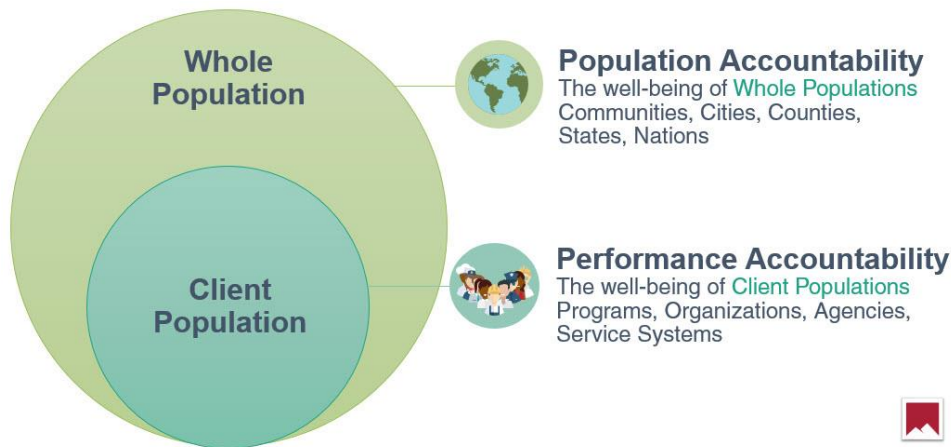 Whole
Population
Population Accountability
The well-being of Whole Populations
Communities, Cities, Counties,
States, Nations
Client
Population
Performance Accountability
The well-being of Client Populations
Programs, Organizations, Agencies,
Service Systems